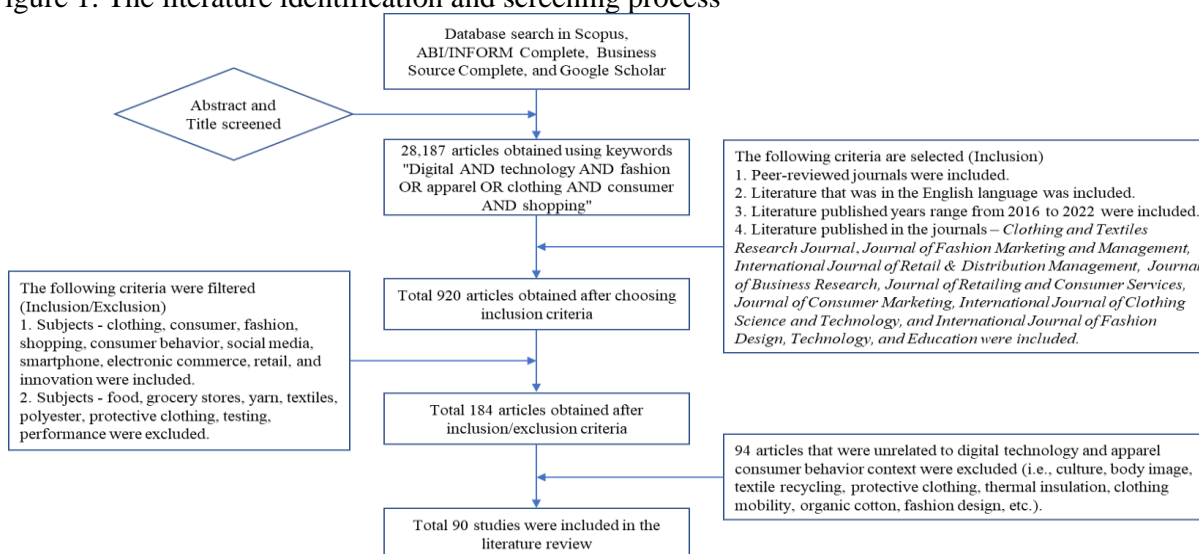 Figure 1. The literature identification and screening process
Database search in Scopus,
ABI/INFORM Complete, Business
Source Complete, and Google Scholar
Abstract and
Title screened
28,187 articles obtained using keywords
"Digital AND technology AND fashion
OR apparel OR clothing AND consumer
AND shopping"
The following criteria are selected (Inclusion)
1. Peer-reviewed journals were included.
2. Literature that was in the English language was included.
3. Literature published years range from 2016 to 2022 were included.
4. Literature published in the journals – Clothing and Textiles
Research Journal, Journal of Fashion Marketing and Management,
International Journal of Retail & Distribution Management, Journal
of Business Research, Journal of Retailing and Consumer Services,
Journal of Consumer Marketing, International Journal of Clothing
Science and Technology, and International Journal of Fashion
Design, Technology, and Education were included.
Total 920 articles obtained after choosing
inclusion criteria
The following criteria were filtered
(Inclusion/Exclusion)
1. Subjects - clothing, consumer, fashion,
shopping, consumer behavior, social media,
smartphone, electronic commerce, retail, and
innovation were included.
2. Subjects - food, grocery stores, yarn, textiles,
polyester, protective clothing, testing,
performance were excluded.
Total 184 articles obtained after
inclusion/exclusion criteria
94 articles that were unrelated to digital technology and apparel
consumer behavior context were excluded (i.e., culture, body image,
textile recycling, protective clothing, thermal insulation, clothing
mobility, organic cotton, fashion design, etc.).
Total 90 studies were included in the
literature review